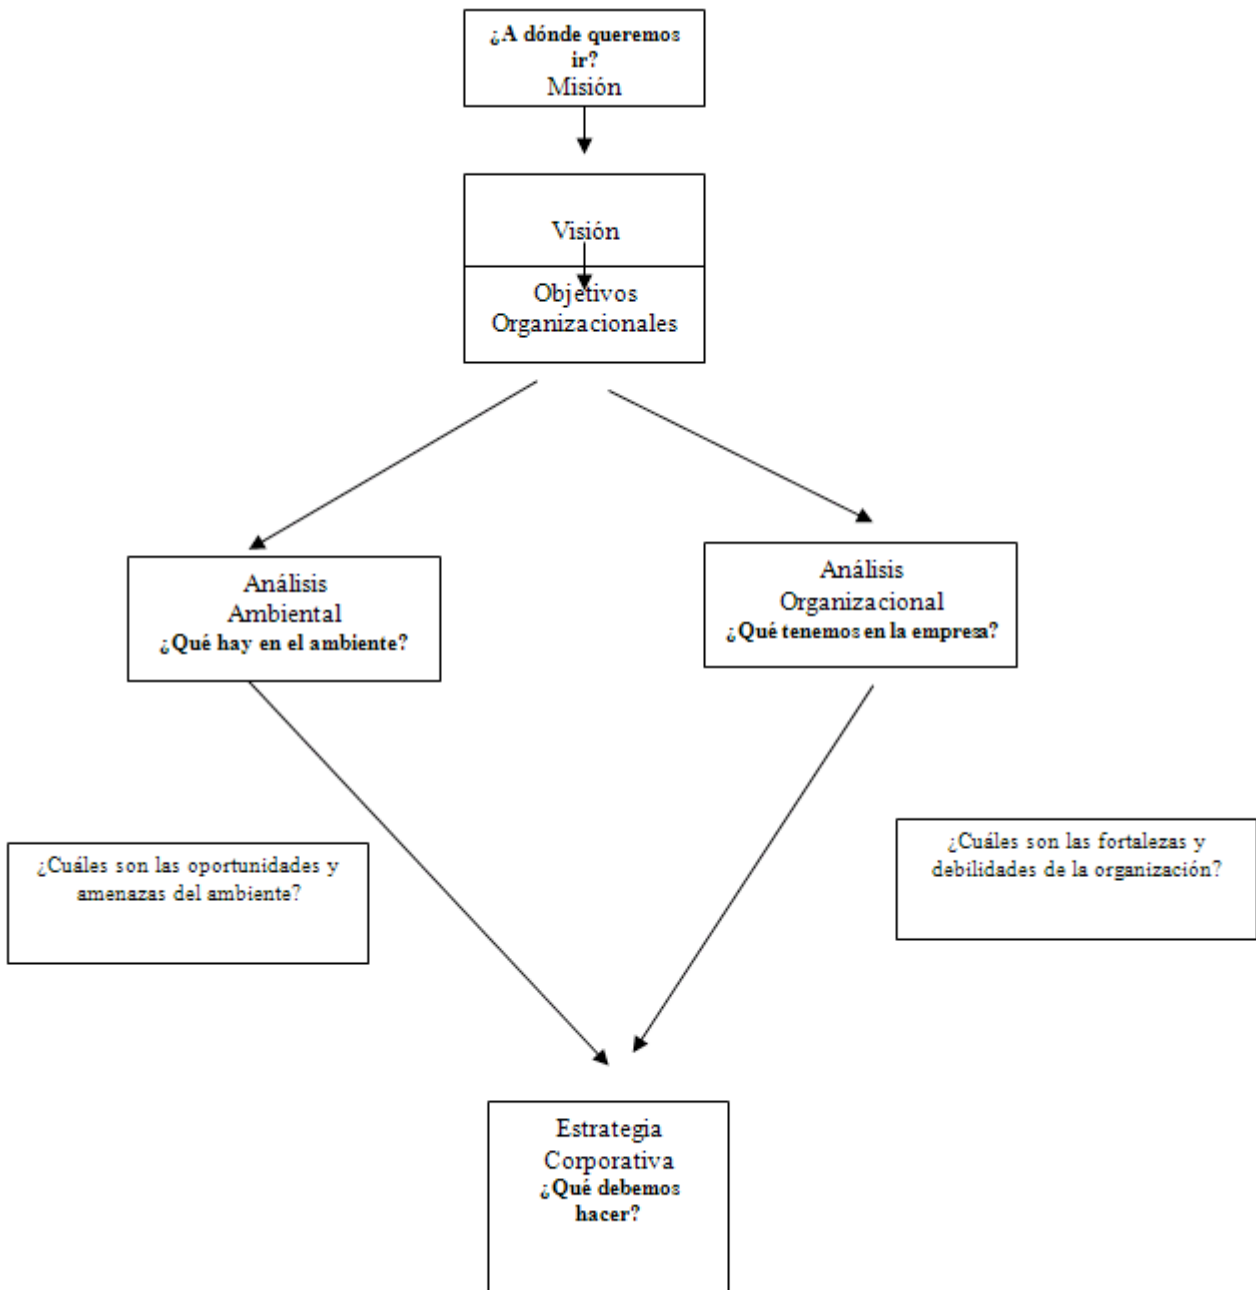 ¿A dónde queremos
ir?
Misión
Visión
Objetivos
Organizacionales
Análisis
Ambiental
¿Qué hay en el ambiente?
Análisis
Organizacional
¿Qué tenemos en la empresa?
¿Cuáles son las oportunidades y
amenazas del ambiente?
¿Cuáles son las fortalezas y
debilidades de la organización?
Estrategia
Corporativa
¿Qué debemos
hacer?